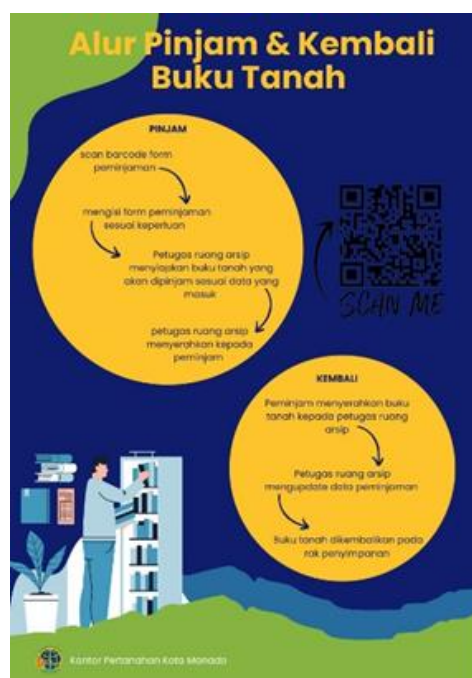 Alur Pinjam & Kembali
Buku Tanah
PINJAM
scan barcode form
peminjaman
mengisi form peminjaman
sesuai keperluan
Petugas ruang arsip
menyiapkan buku tanah yang
akan dipinjam sesuai data yang
masuk
petugas ruang arsip
menyerahkan kepada
peminjam
SCAN ME
KEMBALI
Peminjam menyerahkan buku
tanah kepada petugas ruang
arsip
Petugas ruang arsip
mengupdate data peminjaman
Buku tanah dikembalikan pada
rak penyimpanan
Kantor Pertanahan Kota Manado